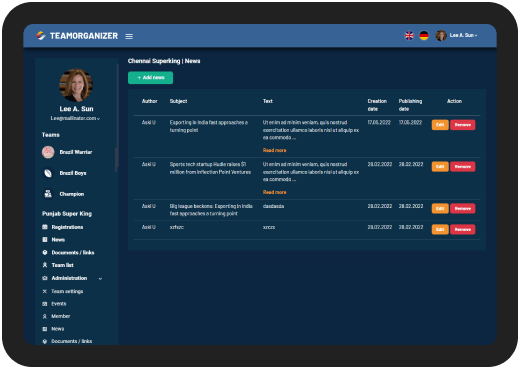 TEAMORGANIZER
Lee A. Sun
Chennai Superking | News
+ Add news
Lee A. Sun
Lee@mailinator.com
Teams
Brazil Warriar
Brazil Boys
Champion
Punjab Super King
Registrations
News
Documents / links
Team list
Administration
Team settings
Events
Member
News
Documents / links
Author Subject Text Creation date Publishing date Action
Aski U Esporting in India fast approaches a turning point Ut enim ad minim veniam, quis nostrud exercitation ullamco laboris nisi ut aliquip ex ea commodo ... 17.05.2022 17.05.2022 Edit Remove
Read more
Aski U Sports tech startup Hudle raises $1 million from Inflection Point Ventures Ut enim ad minim veniam, quis nostrud exercitation ullamco laboris nisi ut aliquip ex ea commodo ... 28.02.2022 28.02.2022 Edit Remove
Read more
Aski U Big league beckons: Esporting in India fast approaches a turning point dasdasda 28.02.2022 28.02.2022 Edit Remove
Aski U 28.02.2022 28.02.2022 Edit Remove